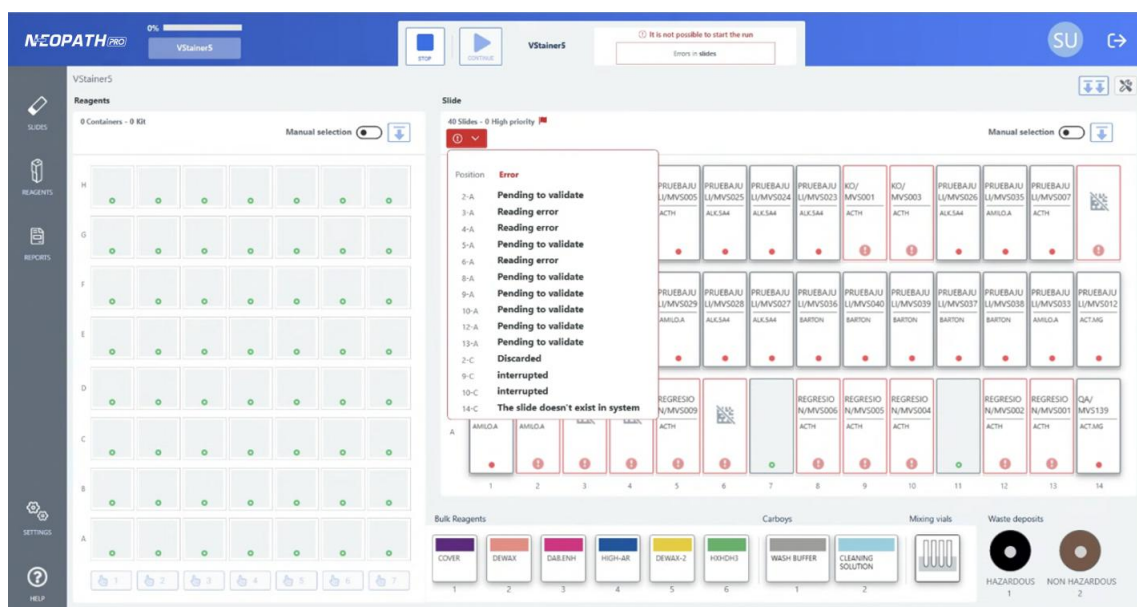 NEOPATH PRO
0%
VStainer5
STOP
CONTINUE
VStainer5
It is not possible to start the run
Errors in slides
SU
SLIDES
REAGENTS
REPORTS
SETTINGS
HELP
VStainer5
Reagents
0 Containers - 0 Kit
Manual selection
H
G
F
E
D
C
B
A
1 2 3 4 5 6 7
Slide
40 Slides - 0 High priority
Manual selection
Position Error
2-A Pending to validate
3-A Reading error
4-A Reading error
5-A Pending to validate
6-A Reading error
8-A Pending to validate
9-A Pending to validate
10-A Pending to validate
12-A Pending to validate
13-A Pending to validate
2-C Discarded
9-C interrupted
10-C interrupted
14-C The slide doesn't exist in system
PRUEBAJU PRUEBAJU PRUEBAJU PRUEBAJU KO/ KO/ PRUEBAJU PRUEBAJU PRUEBAJU
LI/MVS005 LI/MVS025 LI/MVS024 LI/MVS023 MVS001 MVS003 LI/MVS026 LI/MVS035 LI/MVS007
ACTH ALK.5A4 ALK.5A4 ALK.5A4 ACTH ACTH ALK.5A4 AMILO.A ACTH
PRUEBAJU PRUEBAJU PRUEBAJU PRUEBAJU PRUEBAJU PRUEBAJU PRUEBAJU PRUEBAJU PRUEBAJU PRUEBAJU
LI/MVS029 LI/MVS028 LI/MVS027 LI/MVS036 LI/MVS040 LI/MVS039 LI/MVS037 LI/MVS038 LI/MVS033 LI/MVS012
AMILO.A ALK.5A4 ALK.5A4 BARTON BARTON BARTON BARTON BARTON AMILO.A ACT.MG
REGRESIO REGRESIO REGRESIO REGRESIO REGRESIO REGRESIO QA/
N/MVS009 N/MVS006 N/MVS005 N/MVS004 N/MVS002 N/MVS001 MVS139
A AMILO.A AMILO.A ACTH ACTH ACTH ACTH ACTH ACTH ACT.MG
1 2 3 4 5 6 7 8 9 10 11 12 13 14
Bulk Reagents
COVER DEWAX DAB.ENH HIGH-AR DEWAX-2 HXHDH3
1 2 3 4 5 6
Carboys
WASH BUFFER CLEANING
SOLUTION
1 2
Mixing vials
Waste deposits
HAZARDOUS NON HAZARDOUS
1 2